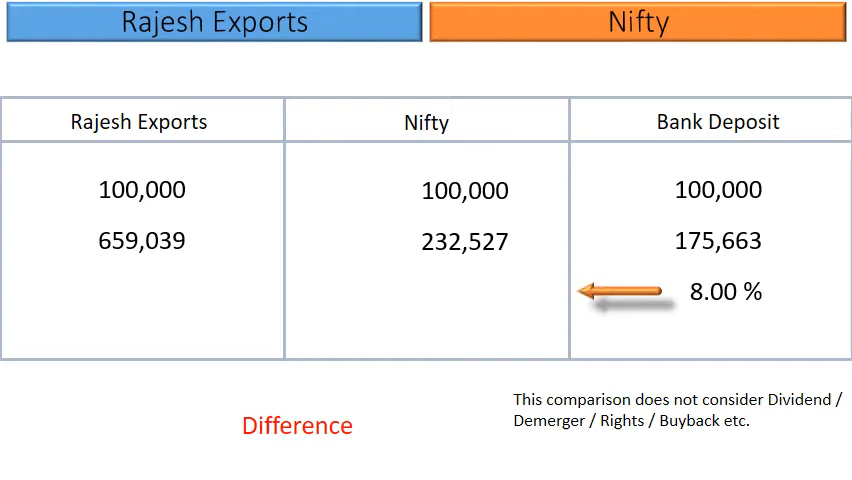 Rajesh Exports
Nifty
Rajesh Exports
Nifty
Bank Deposit
100,000
100,000
100,000
659,039
232,527
175,663
8.00 %
This comparison does not consider Dividend /
Demerger / Rights / Buyback etc.
Difference